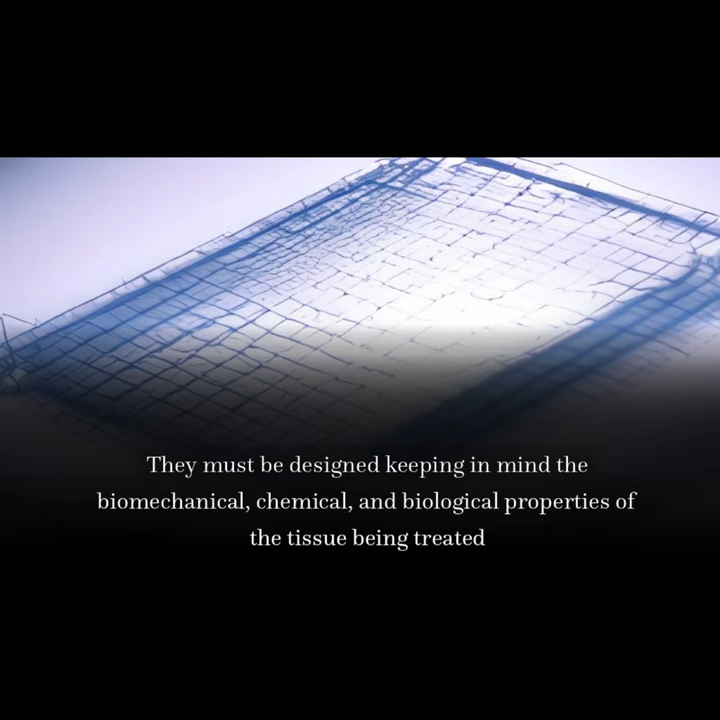 They must be designed keeping in mind the
biomechanical, chemical, and biological properties of
the tissue being treated